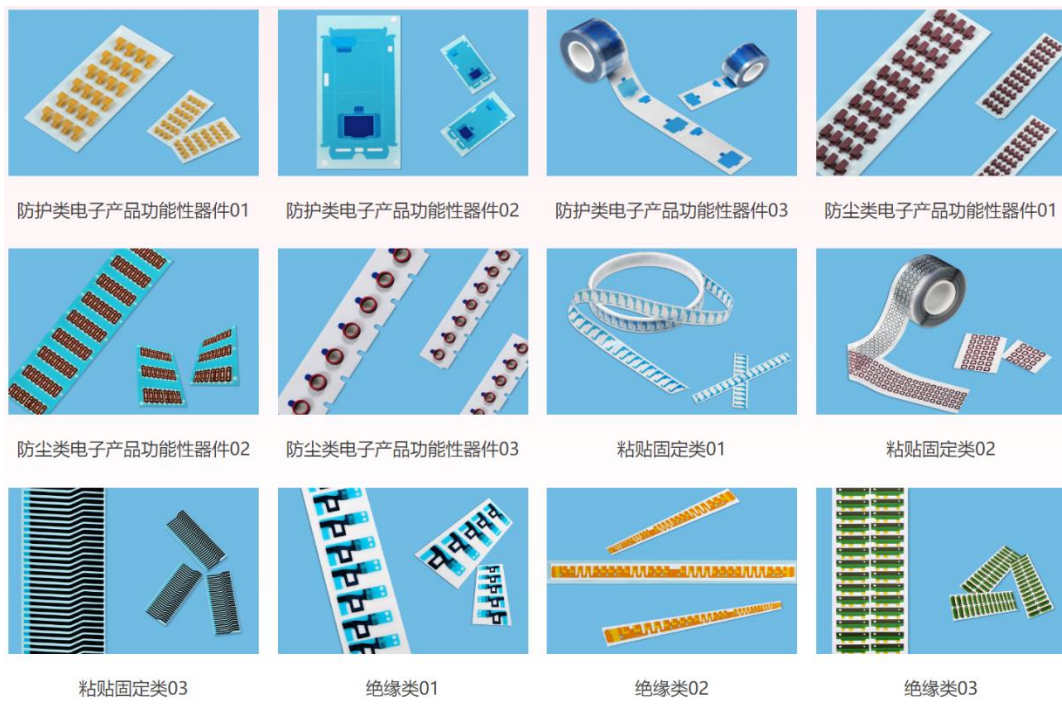 防护类电子产品功能性器件01
防护类电子产品功能性器件02
防护类电子产品功能性器件03
防尘类电子产品功能性器件01
防尘类电子产品功能性器件02
防尘类电子产品功能性器件03
粘贴固定类01
粘贴固定类02
粘贴固定类03
绝缘类01
绝缘类02
绝缘类03